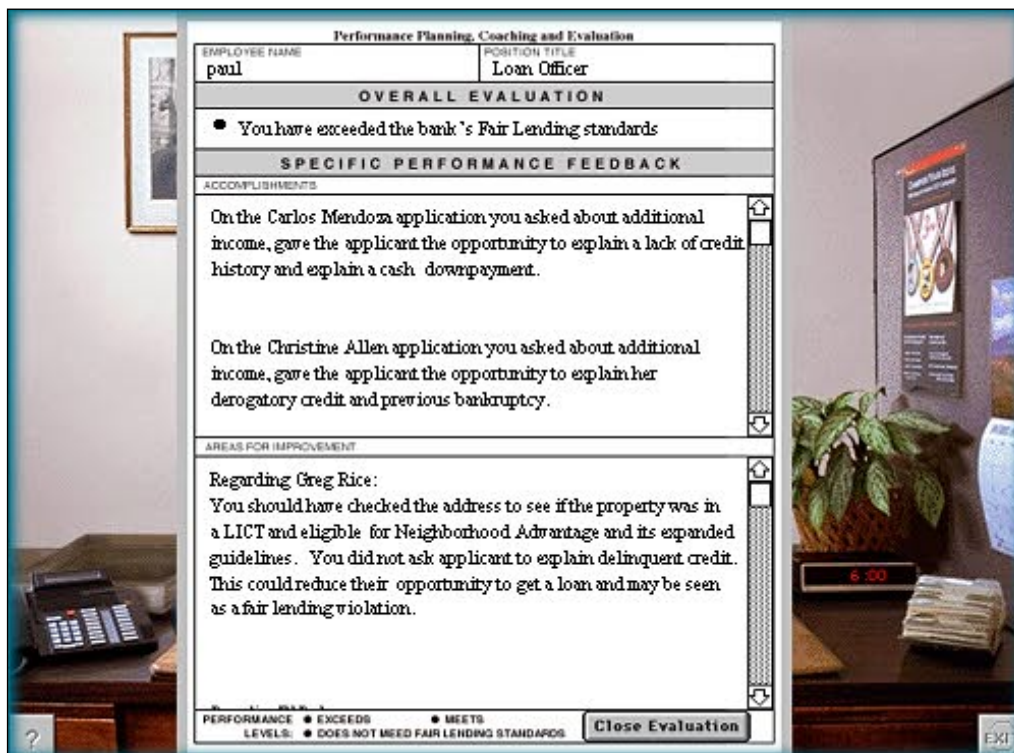 Performance Planning, Coaching and Evaluation
EMPLOYEE NAME
paul
POSITION TITLE
Loan Officer
OVERALL EVALUATION
You have exceeded the bank's Fair Lending standards
SPECIFIC PERFORMANCE FEEDBACK
ACCOMPLISHMENTS
On the Carlos Mendoza application you asked about additional
income, gave the applicant the opportunity to explain a lack of credit
history and explain a cash downpayment.
On the Christine Allen application you asked about additional
income, gave the applicant the opportunity to explain her
derogatory credit and previous bankruptcy.
AREAS FOR IMPROVEMENT
Regarding Greg Rice:
You should have checked the address to see if the property was in
a LICT and eligible for Neighborhood Advantage and its expanded
guidelines. You did not ask applicant to explain delinquent credit.
This could reduce their opportunity to get a loan and may be seen
as a fair lending violation.
PERFORMANCE ● EXCEEDS ● MEETS
LEVELS: ● DOES NOT MEED FAIR LENDING STANDARDS
Close Evaluation
6:00
?
EXIT